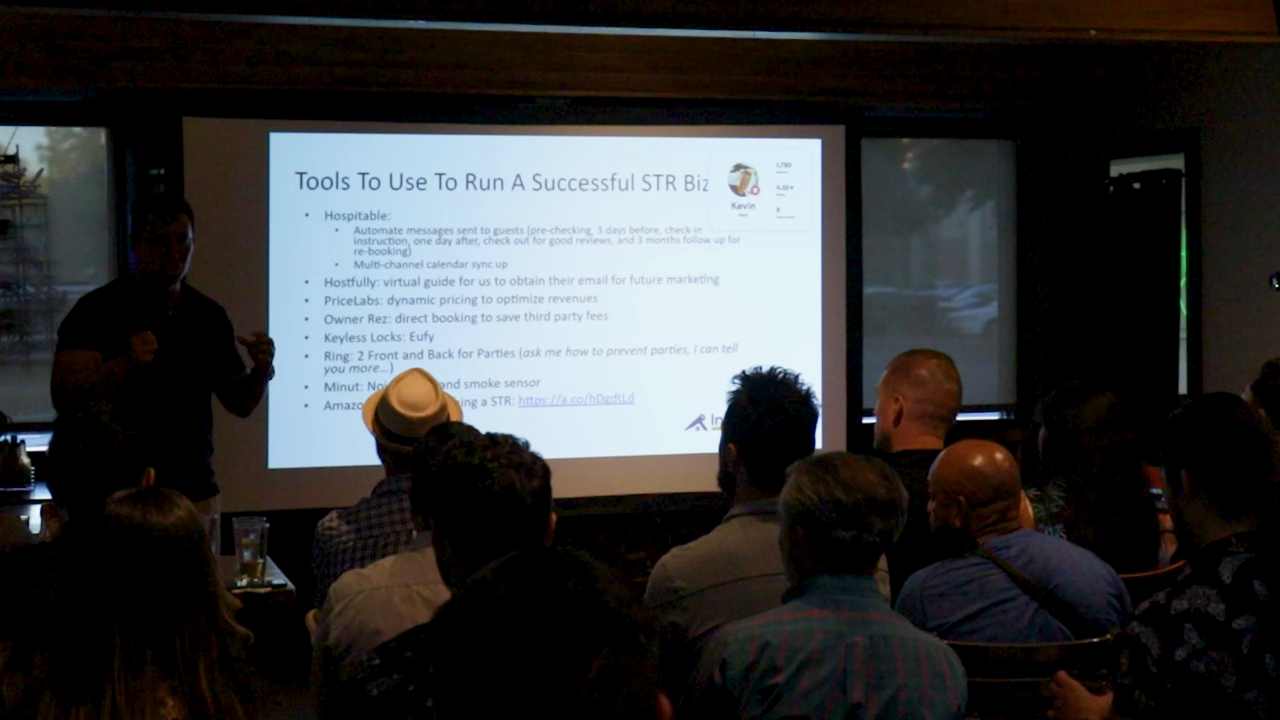 Tools To Use To Run A Successful STR Biz
Kevin
• Hospitable:
• Automate messages sent to guests (pre-checking, 3 days before, check-in
instruction, one day after, check out for good reviews, and 3 months follow up for
re-booking)
• Multi-channel calendar sync up
• Hostfully: virtual guide for us to obtain their email for future marketing
• PriceLabs: dynamic pricing to optimize revenues
• Owner Rez: direct booking to save third party fees
• Keyless Locks: Eufy
• Ring: 2 Front and Back for Parties (ask me how to prevent parties, I can tell
you more...)
• Minut: and smoke sensor
• a STR: https://a.co/hDgdtLd